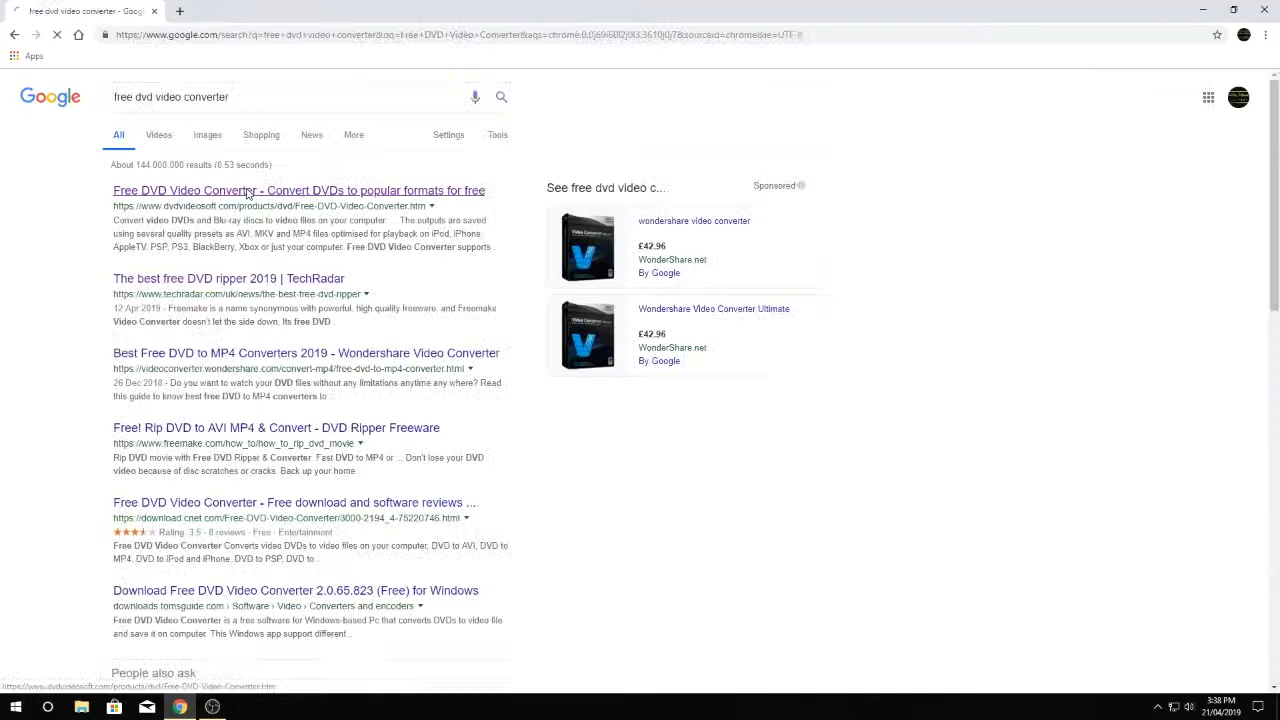 free dvd video converter - Google
Apps
Google
free dvd video converter
All Videos Images Shopping News More Settings Tools
About 144,000,000 results (0.53 seconds)
Free DVD Video Converter - Convert DVDs to popular formats for free
https://www.dvdvideosoft.com/products/dvd/Free-DVD-Video-Converter.htm
Convert video DVDs and Blu-ray discs to video files on your computer The outputs are saved
using several quality presets as AVI, MKV and MP4 files optimised for playback on iPod, iPhone,
AppleTV, PSP, PS3, BlackBerry, Xbox or just your computer. Free DVD Video Converter supports ...
The best free DVD ripper 2019 | TechRadar
https://www.techradar.com/uk/news/the-best-free-dvd-ripper
12 Apr 2019 - Freemake is a name synonymous with powerful, high quality freeware, and Freemake
Video Converter doesn't let the side down. Its free DVD ...
Best Free DVD to MP4 Converters 2019 - Wondershare Video Converter
https://videoconverter.wondershare.com/convert-mp4/free-dvd-to-mp4-converter.html
26 Dec 2018 - Do you want to watch your DVD files without any limitations anytime any where? Read
this guide to know best free DVD to MP4 converters to ...
Free! Rip DVD to AVI MP4 & Convert - DVD Ripper Freeware
https://www.freemake.com/how_to/how_to_rip_dvd_movie
Rip DVD movie with Free DVD Ripper & Converter. Fast DVD to MP4 or ... Don't lose your DVD
video because of disc scratches or cracks. Back up your home
Free DVD Video Converter - Free download and software reviews ...
https://download.cnet.com/Free-DVD-Video-Converter/3000-2194_4-75220746.html
Rating: 3.5 - 8 reviews - Free - Entertainment
Free DVD Video Converter Converts video DVDs to video files on your computer, DVD to AVI, DVD to
MP4, DVD to iPod and iPhone, DVD to PSP, DVD to...
Download Free DVD Video Converter 2.0.65.823 (Free) for Windows
downloads.tomsguide.com › Software › Video › Converters and encoders
Free DVD Video Converter is a free software for Windows-based Pc that converts DVDs to video file
and save it on computer. This Windows app support different ...
People also ask
See free dvd video c.... Sponsored
wondershare video converter
£42.96
WonderShare.net
By Google
Wondershare Video Converter Ultimate
£42.96
WonderShare.net
By Google
https://www.dvdvideosoft.com/products/dvd/Free-DVD-Video-Converter.htm
3:38 PM
21/04/2019